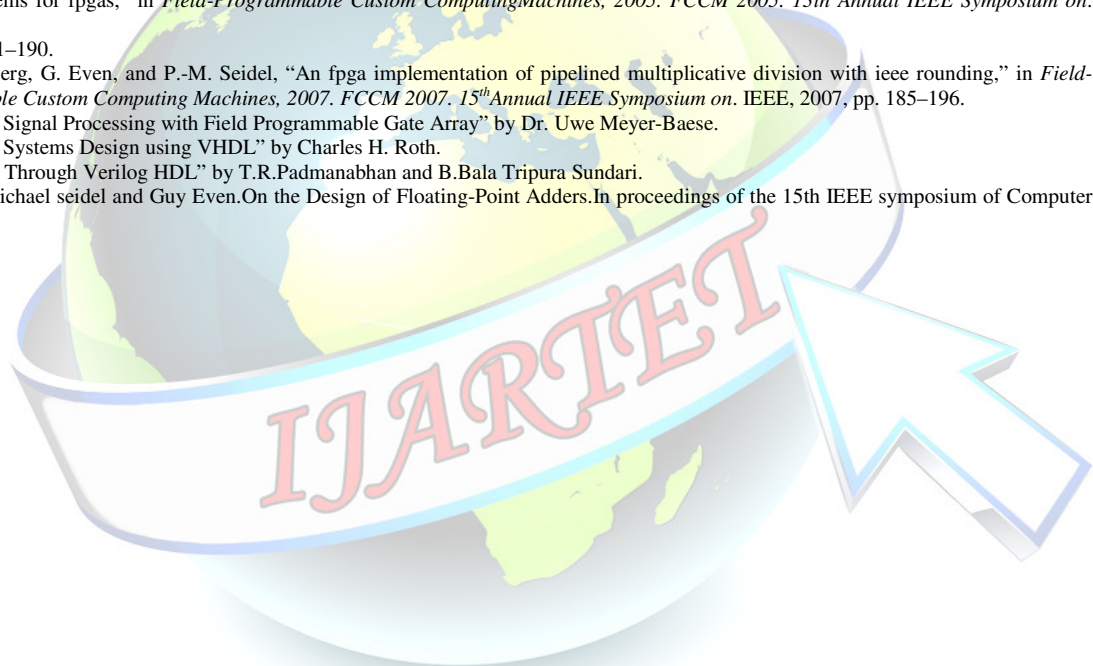 ems for fpgas," in Field-Programmable Custom ComputingMachines, 2005. FCCM 2005. 13th Annual IEEE Symposium on.
1–190.
erg, G. Even, and P.-M. Seidel, “An fpga implementation of pipelined multiplicative division with ieee rounding,” in Field-
ole Custom Computing Machines, 2007. FCCM 2007. 15thAnnual IEEE Symposium on. IEEE, 2007, pp. 185–196.
Signal Processing with Field Programmable Gate Array” by Dr. Uwe Meyer-Baese.
Systems Design using VHDL” by Charles H. Roth.
Through Verilog HDL” by T.R.Padmanabhan and B.Bala Tripura Sundari.
ichael seidel and Guy Even.On the Design of Floating-Point Adders.In proceedings of the 15th IEEE symposium of Computer
IJARTET